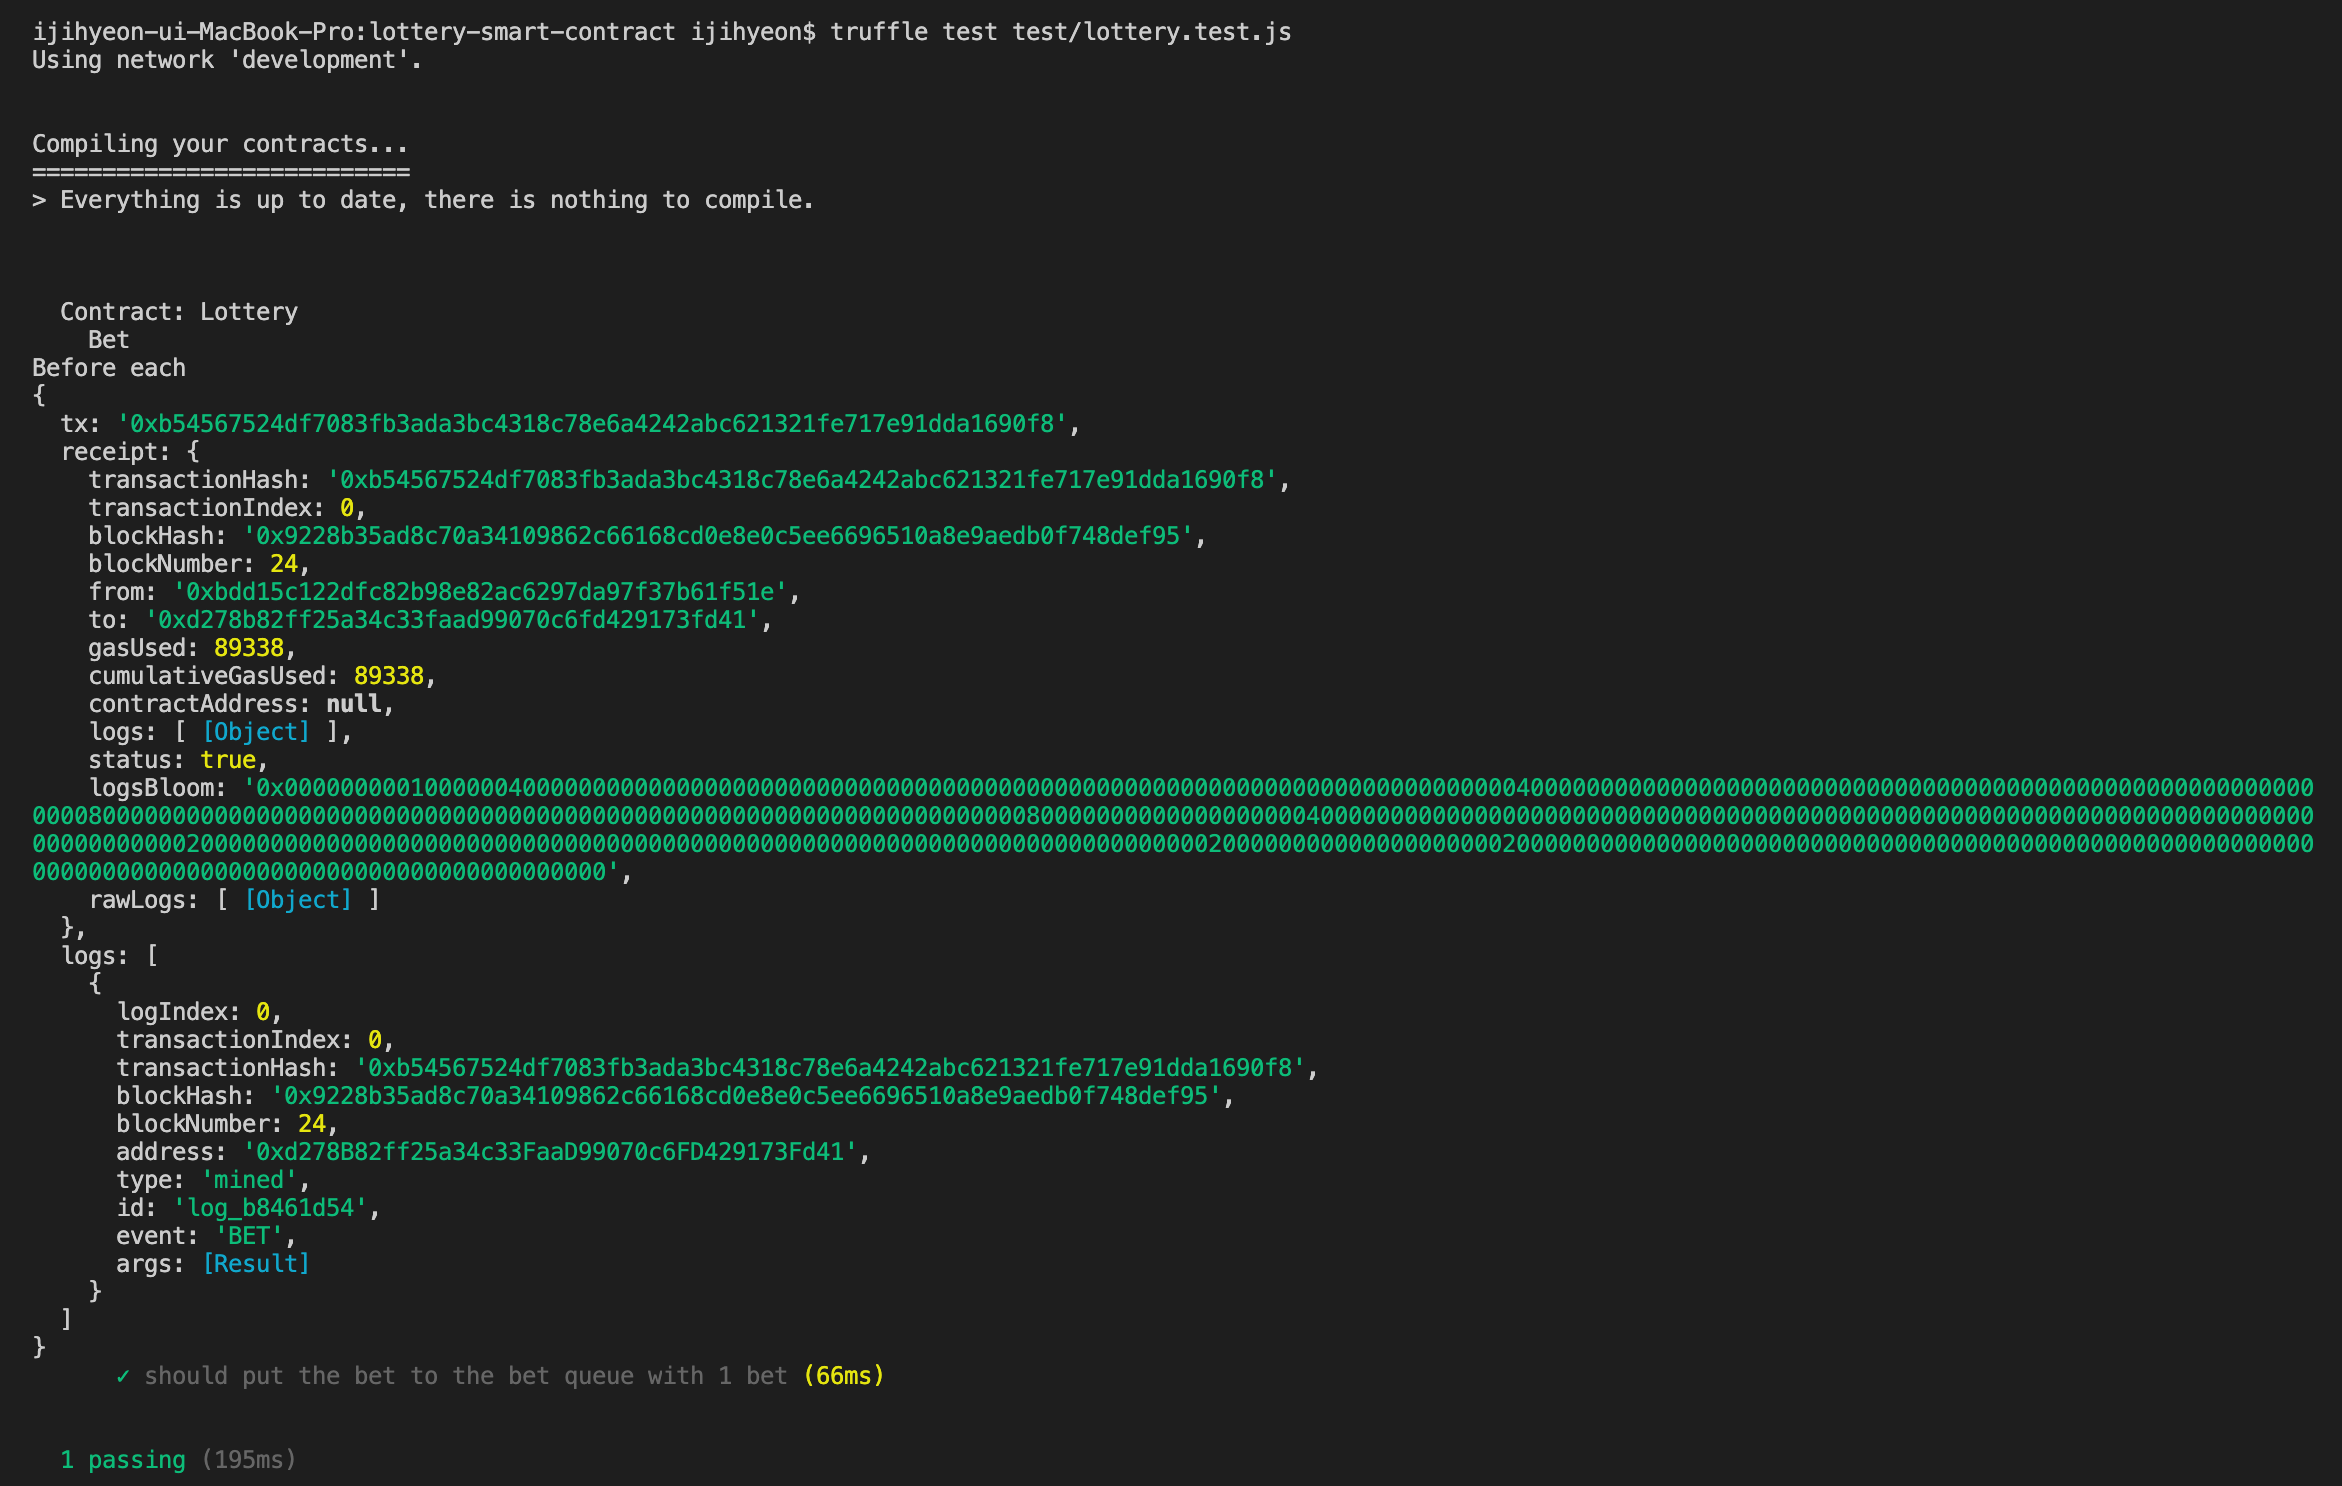 ijihyeon-ui-MacBook-Pro:lottery-smart-contract ijihyeon$ truffle test test/lottery.test.js
Using network 'development'.
Compiling your contracts...
===========================
> Everything is up to date, there is nothing to compile.
Contract: Lottery
Bet
Before each
{
tx: '0xb54567524df7083fb3ada3bc4318c78e6a4242abc621321fe717e91dda1690f8',
receipt: {
transactionHash: '0xb54567524df7083fb3ada3bc4318c78e6a4242abc621321fe717e91dda1690f8',
transactionIndex: 0,
blockHash: '0x9228b35ad8c70a34109862c66168cd0e8e0c5ee6696510a8e9aedb0f748def95',
blockNumber: 24,
from: '0xbdd15c122dfc82b98e82ac6297da97f37b61f51e',
to: '0xd278b82ff25a34c33faad99070c6fd429173fd41',
gasUsed: 89338,
cumulativeGasUsed: 89338,
contractAddress: null,
logs: [ [Object] ],
status: true,
logsBloom: '0x0000000001000000400000000000000000000000000000000000000000000000000000000000000000000000400000000000000000000000000000000000000000000000000000000
0000800000000000000000000000000000000000000000000000000000000000000000080000000000000000000400000000000000000000000000000000000000000000000000000000000000000000000
0000000000020000000000000000000000000000000000000000000000000000000000000000000000002000000000000000000002000000000000000000000000000000000000000000000000000000000
00000000000000000000000000000000000000000',
rawLogs: [ [Object] ]
},
logs: [
{
logIndex: 0,
transactionIndex: 0,
transactionHash: '0xb54567524df7083fb3ada3bc4318c78e6a4242abc621321fe717e91dda1690f8',
blockHash: '0x9228b35ad8c70a34109862c66168cd0e8e0c5ee6696510a8e9aedb0f748def95',
blockNumber: 24,
address: '0xd278B82ff25a34c33FaaD99070c6FD429173Fd41',
type: 'mined',
id: 'log_b8461d54',
event: 'BET',
args: [Result]
}
]
}
✓ should put the bet to the bet queue with 1 bet (66ms)
1 passing (195ms)